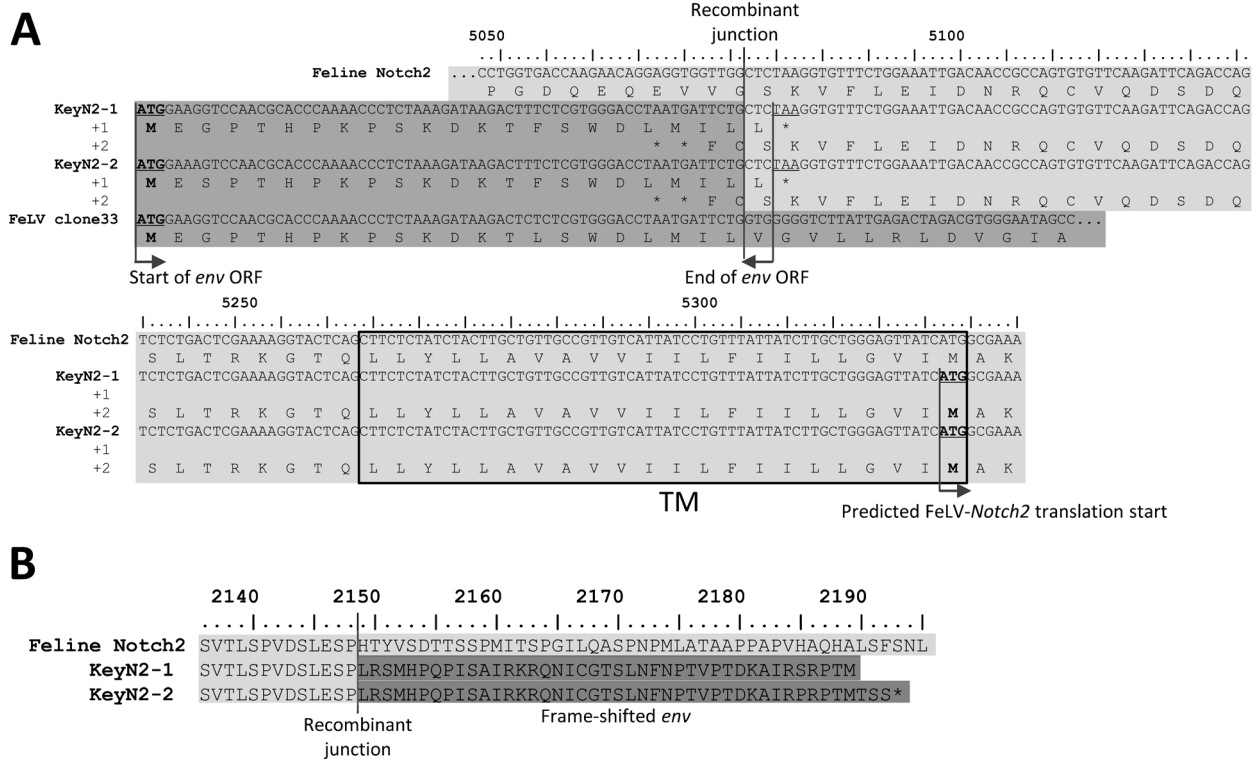 A
Recombinant
junction
5050 5100
Feline Notch2 ...CCTGGTGACCAAGAACAGGAGGTGGTTGGCTCTAAGGTGTTTCTGGAAATTGACAACCGCCAGTGTGTTCAAGATTCAGACCAG
P G D Q E Q E V V G S K V F L E I D N R Q C V Q D S D Q
KeyN2-1 ATGGAAGGTCCAACGCACCCAAAACCCTCTAAAGATAAGACTTTCTCGTGGGACCTAATGATTCTGCTCTAAGGTGTTTCTGGAAATTGACAACCGCCAGTGTGTTCAAGATTCAGACCAG
+1 M E G P T H P K P S K D K T F S W D L M I L L *
+2 * * F C S K V F L E I D N R Q C V Q D S D Q
KeyN2-2 ATGGAAAGTCCAACGCACCCAAAACCCTCTAAAGATAAGACTTTCTCGTGGGACCTAATGATTCTGCTCTAAGGTGTTTCTGGAAATTGACAACCGCCAGTGTGTTCAAGATTCAGACCAG
+1 M E S P T H P K P S K D K T F S W D L M I L L *
+2 * * F C S K V F L E I D N R Q C V Q D S D Q
FeLV clone33 ATGGAAGGTCCAACGCACCCAAAACCCTCTAAAGATAAGACTCTCTCGTGGGACCTAATGATTCTGGTGGGGGTCTTATTGAGACTAGACGTGGGAATAGCC...
M E G P T H P K P S K D K T L S W D L M I L V G V L L R L D V G I A
Start of env ORF End of env ORF
5250 5300
Feline Notch2 TCTCTGACTCGAAAAGGTACTCAGCTTCTCTATCTACTTGCTGTTGCCGTTGTCATTATCCTGTTTATTATCTTGCTGGGAGTTATCATGGCGAAA
S L T R K G T Q L L Y L L A V A V V I I L F I I L L G V I M A K
KeyN2-1 TCTCTGACTCGAAAAGGTACTCAGCTTCTCTATCTACTTGCTGTTGCCGTTGTCATTATCCTGTTTATTATCTTGCTGGGAGTTATCATGGCGAAA
+1
+2 S L T R K G T Q L L Y L L A V A V V I I L F I I L L G V I M A K
KeyN2-2 TCTCTGACTCGAAAAGGTACTCAGCTTCTCTATCTACTTGCTGTTGCCGTTGTCATTATCCTGTTTATTATCTTGCTGGGAGTTATCATGGCGAAA
+1
+2 S L T R K G T Q L L Y L L A V A V V I I L F I I L L G V I M A K
TM
Predicted FeLV-Notch2 translation start
B
2140 2150 2160 2170 2180 2190
Feline Notch2 SVTLSPVDSLESPHTYVSDTTSSPMITSPGILQASPNPMLATAAPPAPVHAQHALSFSNL
KeyN2-1 SVTLSPVDSLESPLRSMHPQPISAIRKRQNICGTSLNFNPTVPTDKAIRSRPTM
KeyN2-2 SVTLSPVDSLESPLRSMHPQPISAIRKRQNICGTSLNFNPTVPTDKAIRPRPTMTSS*
Recombinant
junction
Frame-shifted env